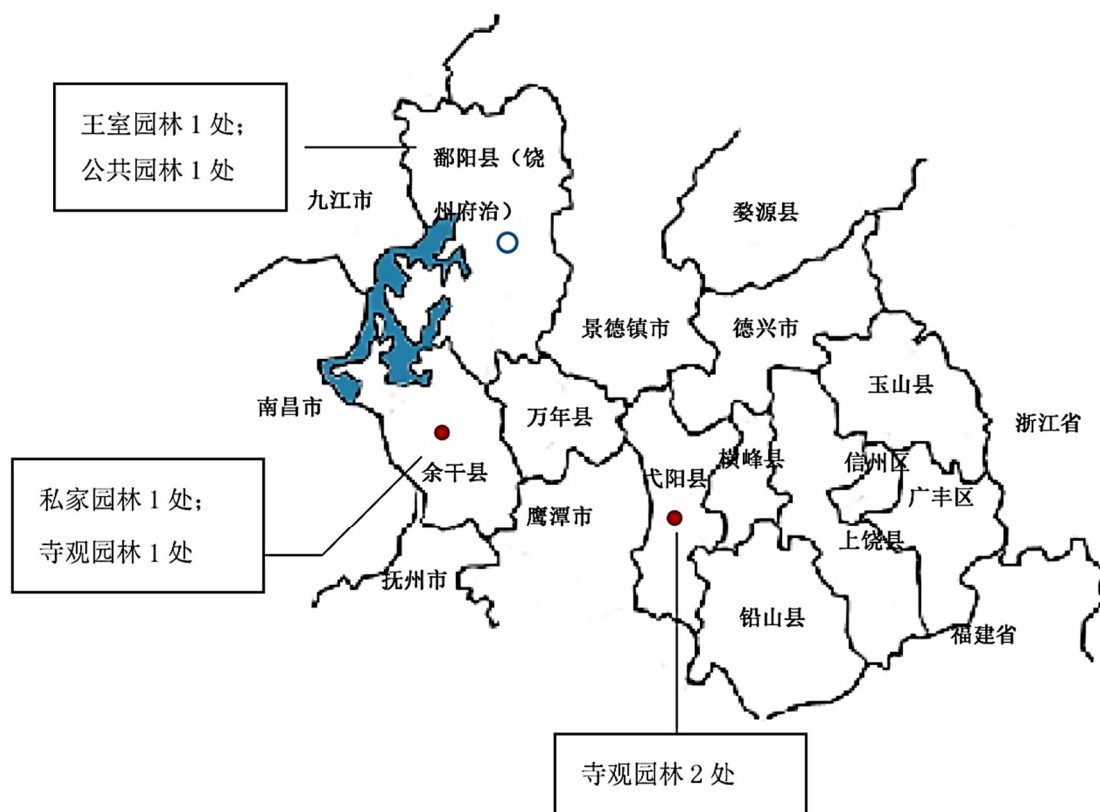 王室园林 1 处；
公共园林 1 处
鄱阳县（饶
州府治）
九江市
婺源县
景德镇市
德兴市
玉山县
南昌市
万年县
浙江省
横峰县
信州区
余干县
弋阳县
广丰区
私家园林 1 处；
寺观园林 1 处
鹰潭市
上饶县
抚州市
铅山县
福建省
寺观园林 2 处